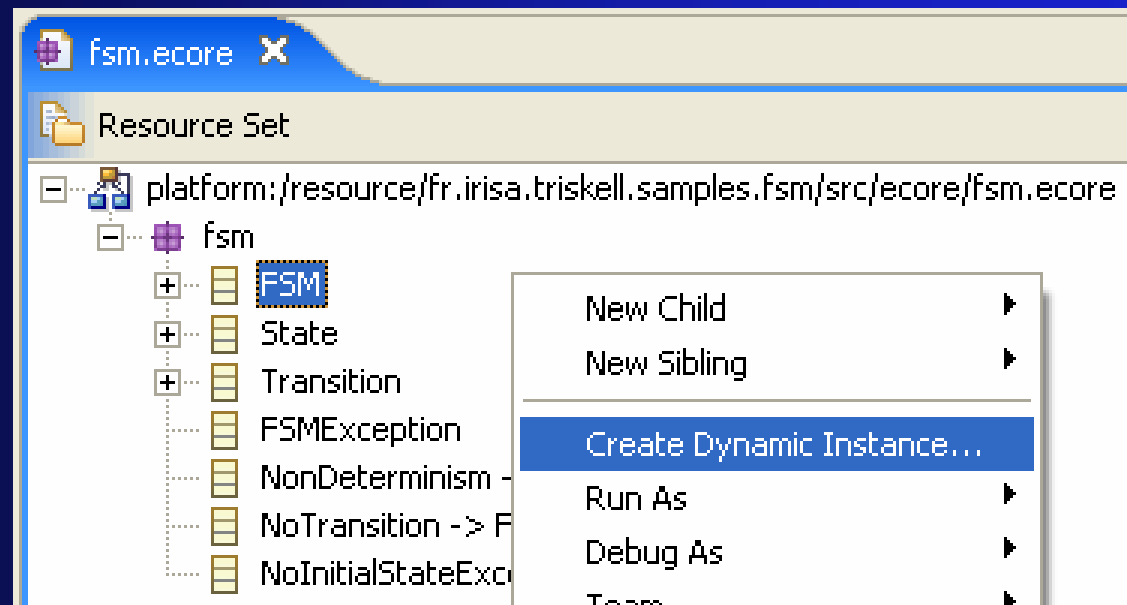 fsm.ecore
Resource Set
platform:/resource/fr.irisa.triskell.samples.fsm/src/ecore/fsm.ecore
fsm
FSM
State
Transition
FSMException
NonDeterminism -
NoTransition -> F
NoInitialStateExc
New Child
New Sibling
Create Dynamic Instance...
Run As
Debug As
Team